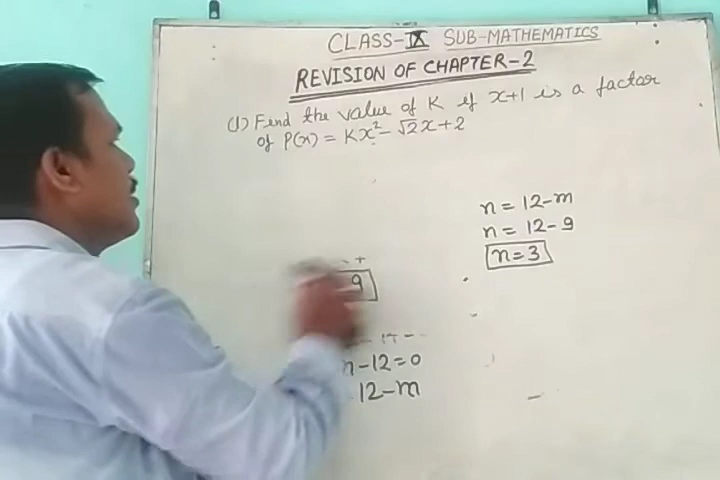 CLASS-IX SUB-MATHEMATICS
REVISION OF CHAPTER-2
(1) Find the value of K if x+1 is a factor
of P(x) = Kx² - √2x + 2
n = 12-m
n = 12-9
n=3
9
-12=0
12-m